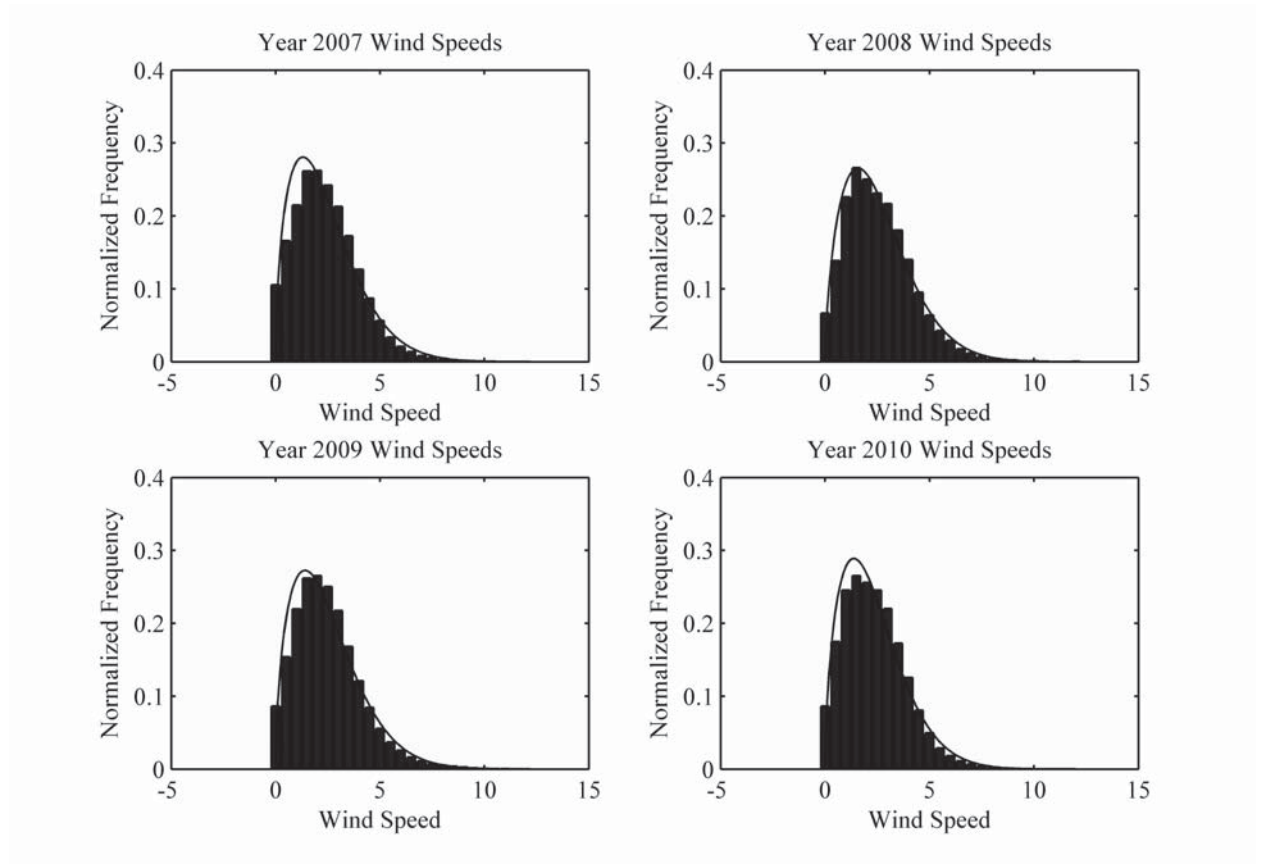 Year 2007 Wind Speeds
0.4
0.3
0.2
0.1
0
Normalized Frequency
-5 0 5 10 15
Wind Speed
Year 2008 Wind Speeds
0.4
0.3
0.2
0.1
0
Normalized Frequency
-5 0 5 10 15
Wind Speed
Year 2009 Wind Speeds
0.4
0.3
0.2
0.1
0
Normalized Frequency
-5 0 5 10 15
Wind Speed
Year 2010 Wind Speeds
0.4
0.3
0.2
0.1
0
Normalized Frequency
-5 0 5 10 15
Wind Speed